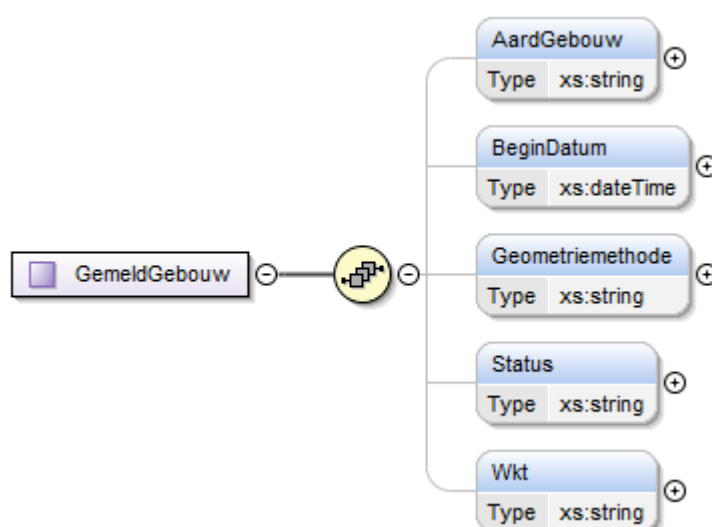 AardGebouw
Type xs:string
BeginDatum
Type xs:dateTime
GemeldGebouw
Geometriemethode
Type xs:string
Status
Type xs:string
Wkt
Type xs:string